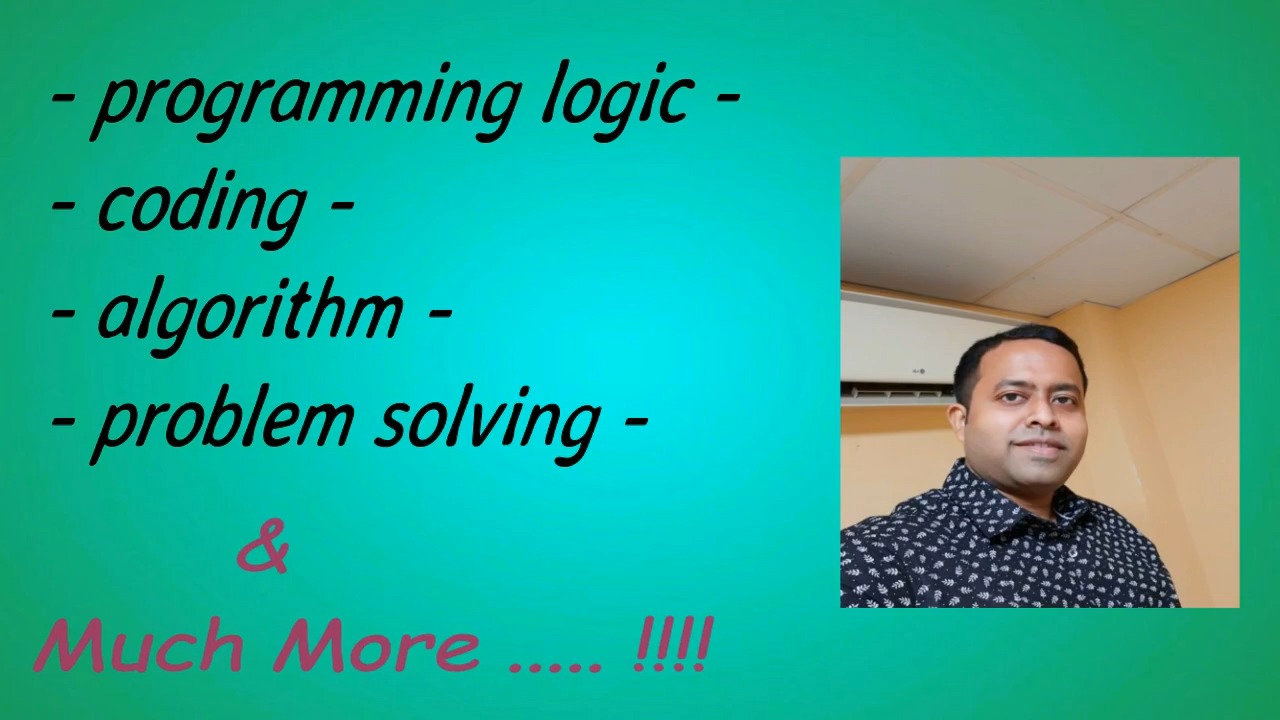 - programming logic -
- coding -
- algorithm -
- problem solving -
&
Much More ..... !!!!